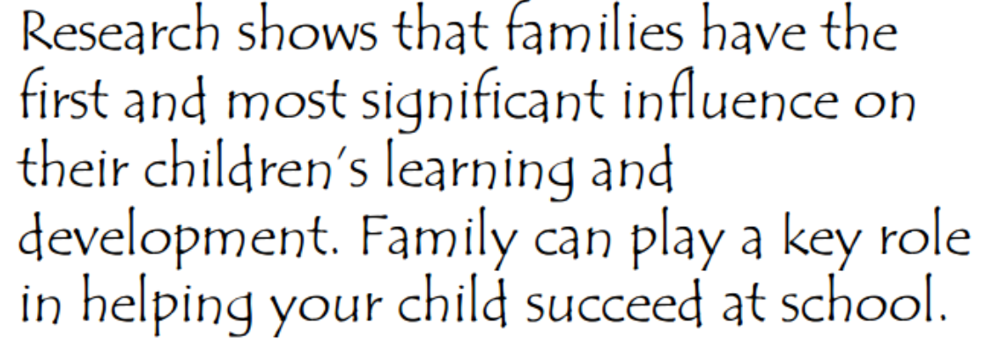 Research shows that families have the
first and most significant influence on
their children's learning and
development. Family can play a key role
in helping your child succeed at school.